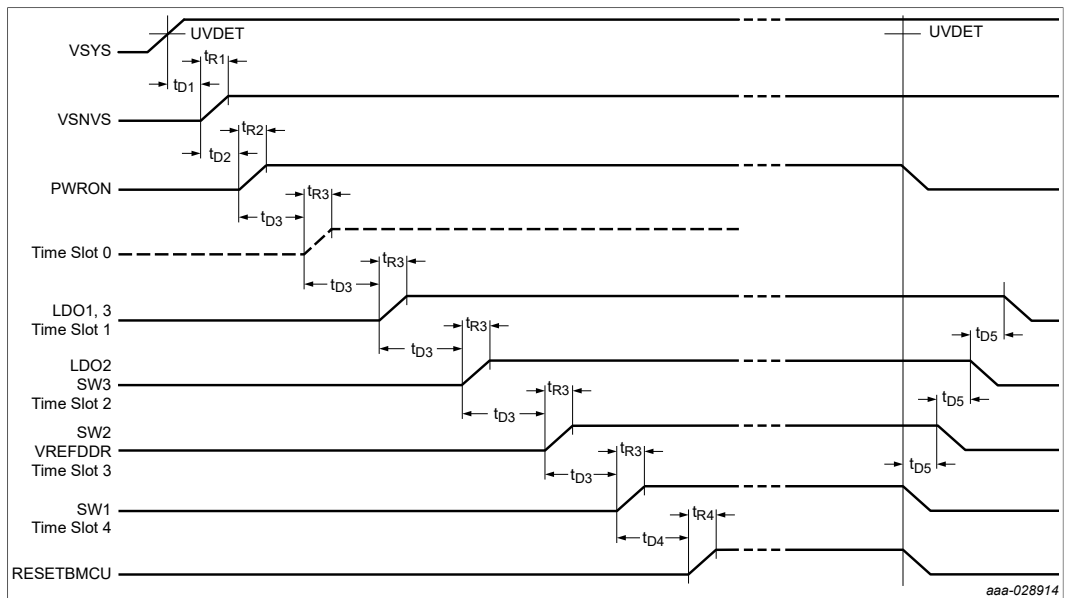 VSYS
UVDET
UVDET
tR1
tD1
VSNVS
tR2
tD2
PWRON
tR3
tD3
Time Slot 0
tR3
tD3
LDO1, 3
Time Slot 1
tR3
tD3
tD5
LDO2
SW3
Time Slot 2
tR3
tD3
tD5
SW2
VREFDDR
Time Slot 3
tR3
tD3
tD5
SW1
Time Slot 4
tR4
tD4
RESETBMCU
aaa-028914